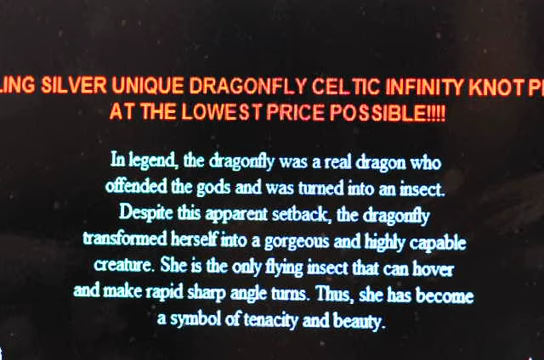 LING SILVER UNIQUE DRAGONFLY CELTIC INFINITY KNOT P
AT THE LOWEST PRICE POSSIBLE!!!!
In legend, the dragonfly was a real dragon who
offended the gods and was turned into an insect.
Despite this apparent setback, the dragonfly
transformed herself into a gorgeous and highly capable
creature. She is the only flying insect that can hover
and make rapid sharp angle turns. Thus, she has become
a symbol of tenacity and beauty.